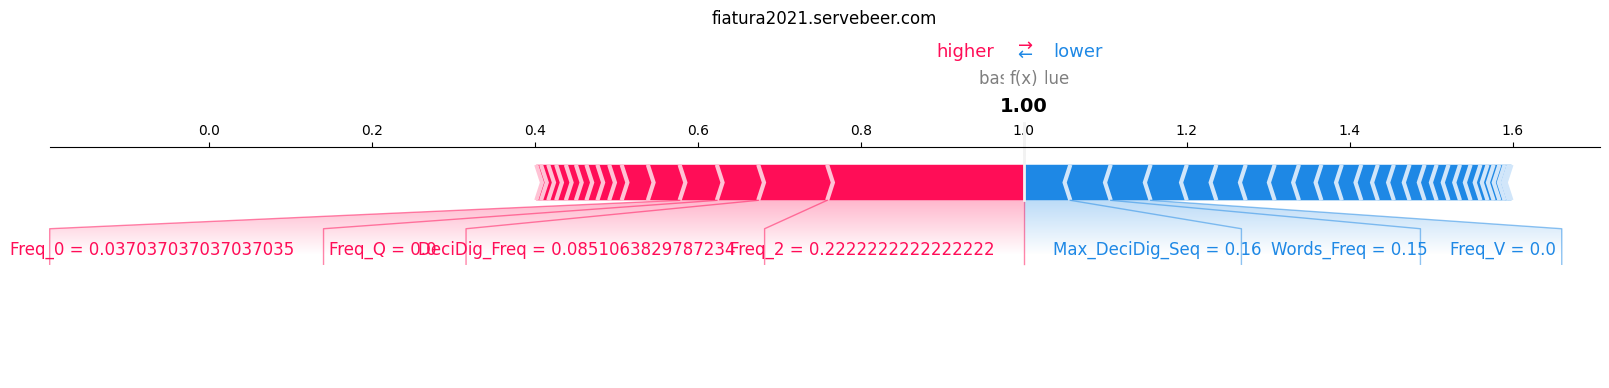 fiatura2021.servebeer.com
higher ⇄ lower
bas f(x) lue
1.00
0.0 0.2 0.4 0.6 0.8 1.0 1.2 1.4 1.6
Freq_0 = 0.037037037037037035 Freq_Q = 0.0 DeciDig_Freq = 0.0851063829787234 Freq_2 = 0.2222222222222222 Max_DeciDig_Seq = 0.16 Words_Freq = 0.15 Freq_V = 0.0